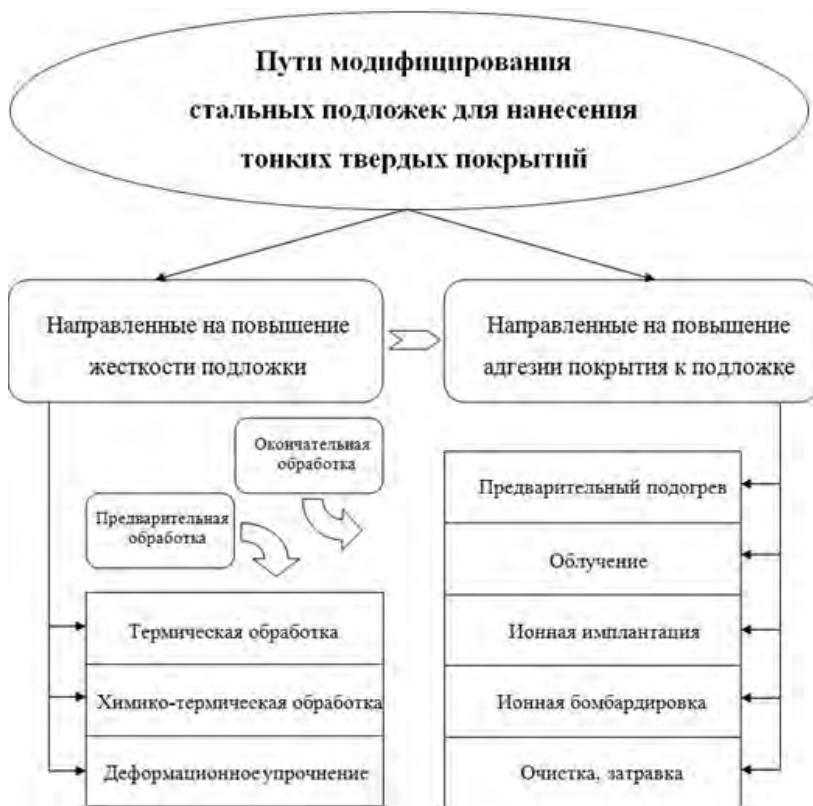 Пути модифицирования
стальных подложек для нанесения
тонких твердых покрытий
Направленные на повышение
жесткости подложки
Направленные на повышение
адгезии покрытия к подложке
Окончательная
обработка
Предварительная
обработка
Термическая обработка
Химико-термическая обработка
Деформационное упрочнение
Предварительный подогрев
Облучение
Ионная имплантация
Ионная бомбардировка
Очистка, затравка